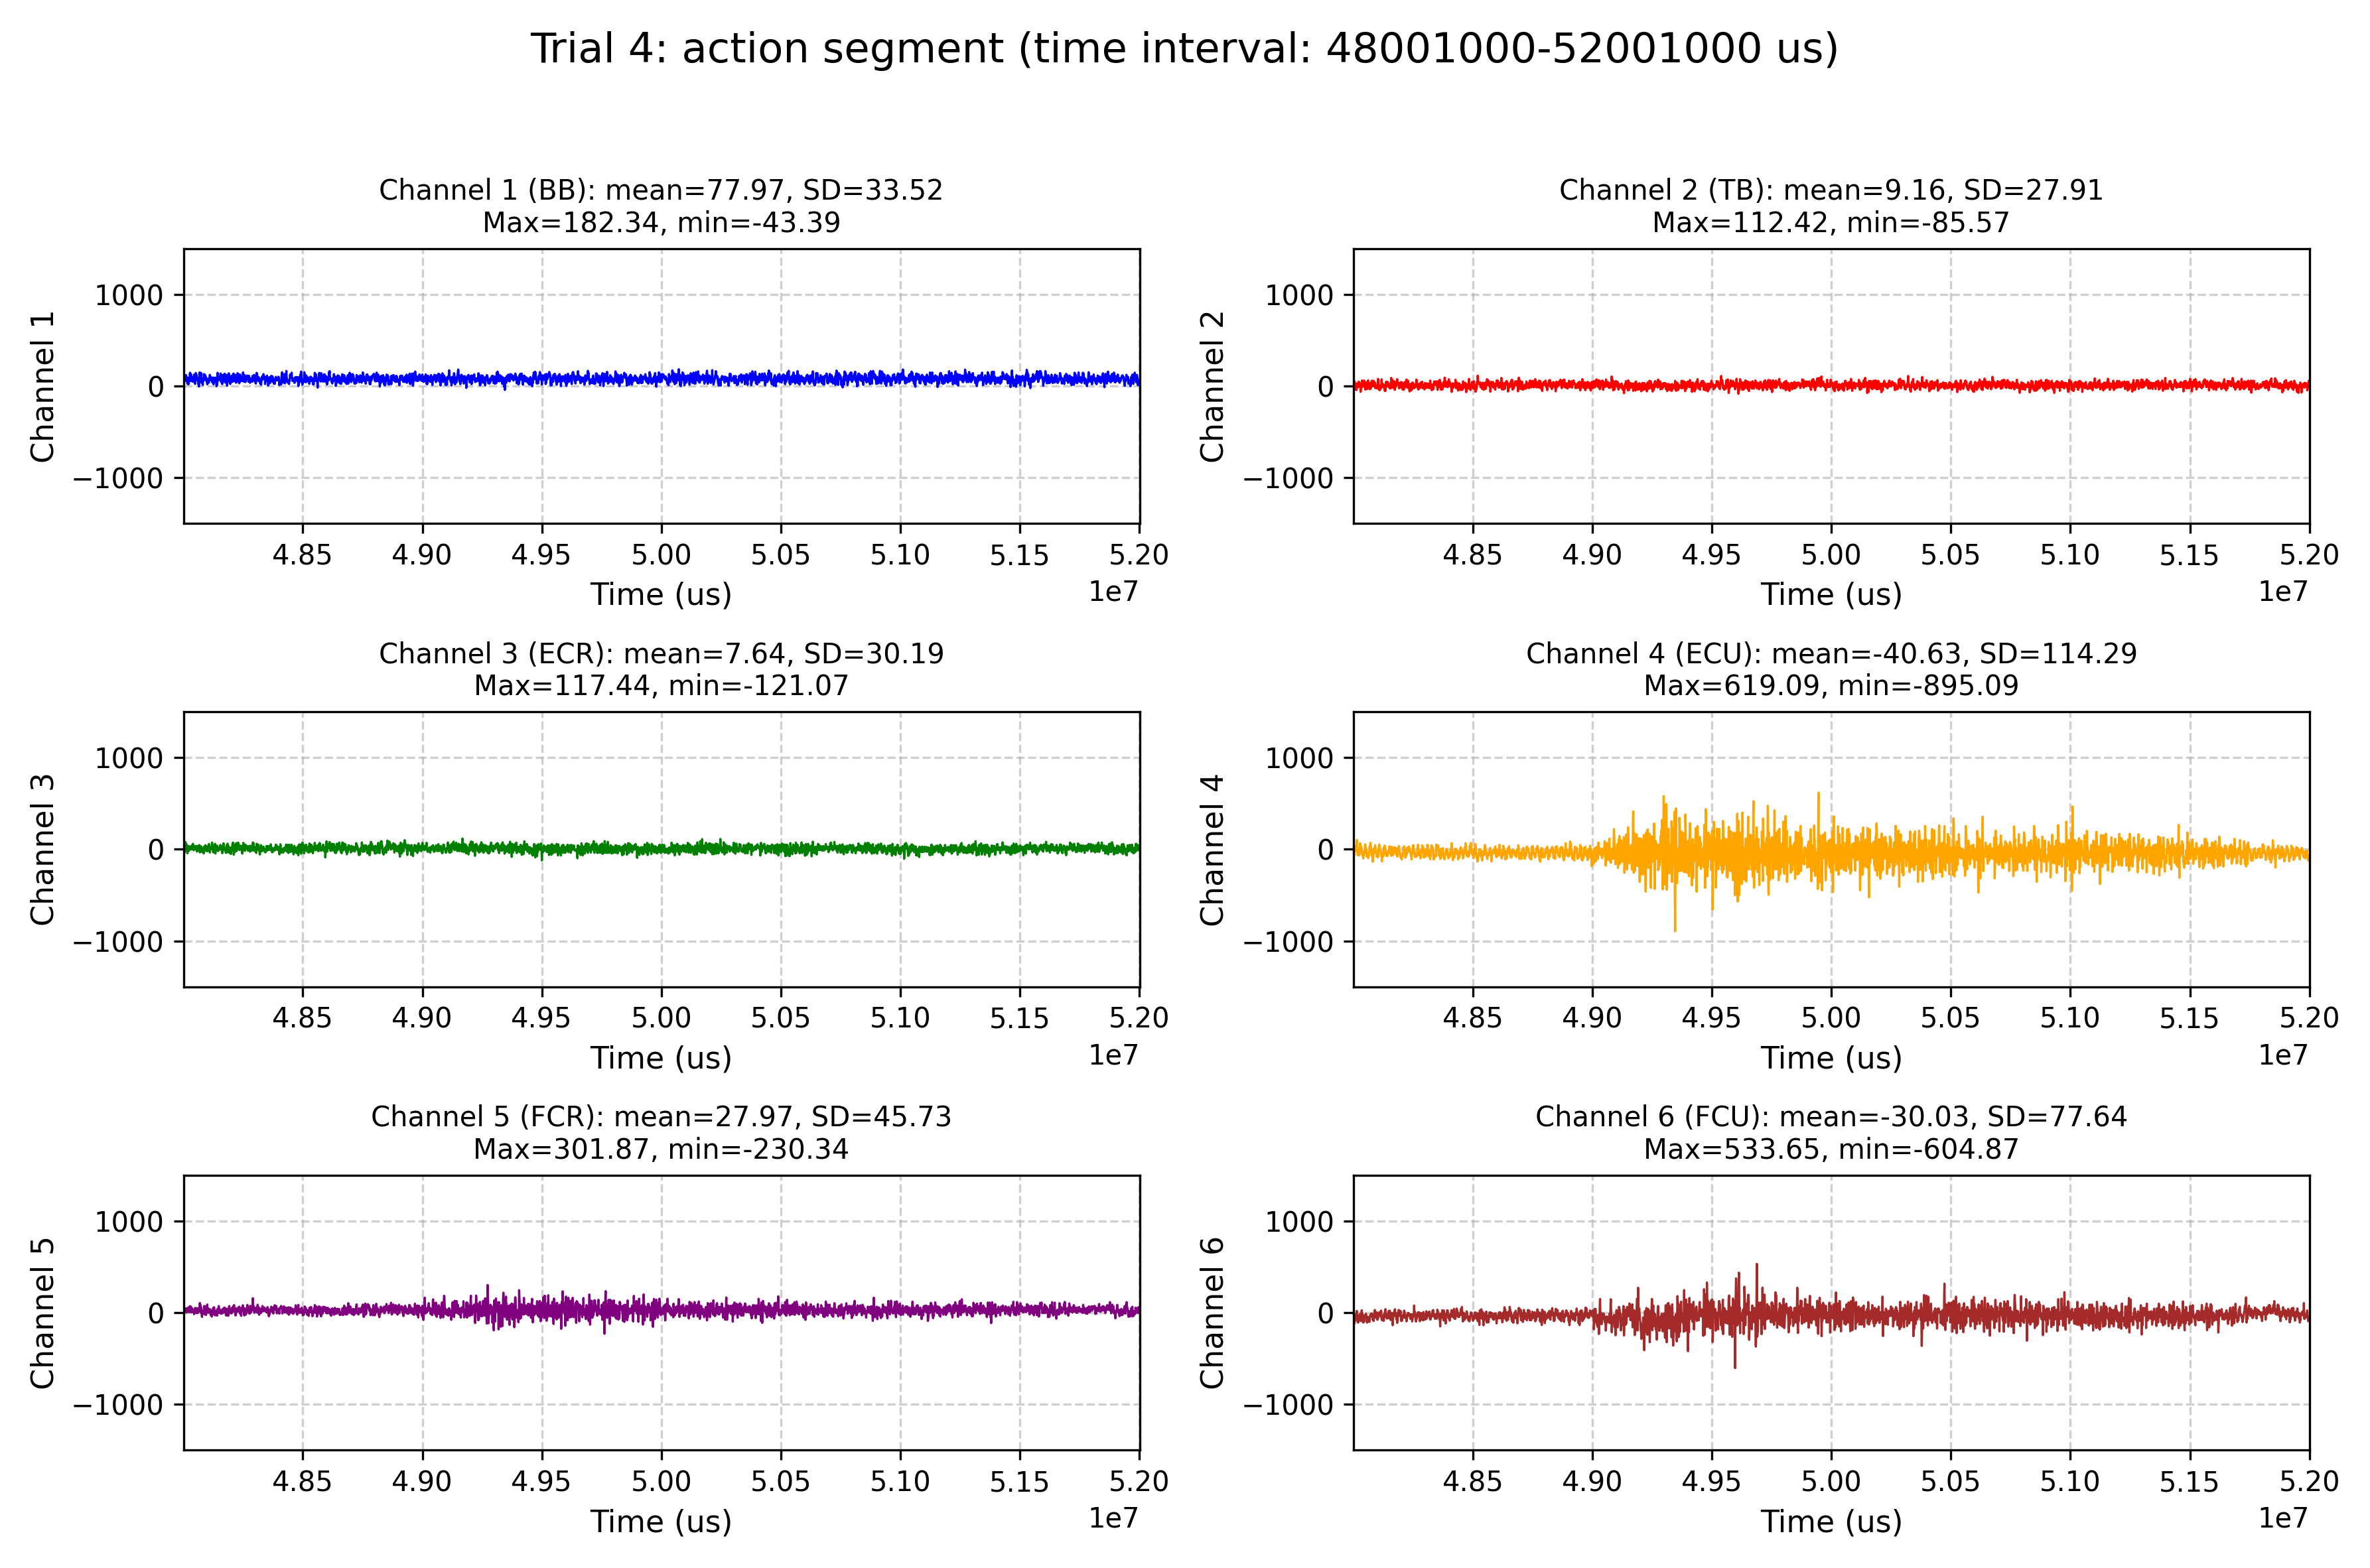 Trial 4: action segment (time interval: 48001000-52001000 us)
Channel 1 (BB): mean=77.97, SD=33.52
Max=182.34, min=-43.39
1000
0
−1000
Channel 1
4.85 4.90 4.95 5.00 5.05 5.10 5.15 5.20
1e7
Time (us)
Channel 2 (TB): mean=9.16, SD=27.91
Max=112.42, min=-85.57
1000
0
−1000
Channel 2
4.85 4.90 4.95 5.00 5.05 5.10 5.15 5.20
1e7
Time (us)
Channel 3 (ECR): mean=7.64, SD=30.19
Max=117.44, min=-121.07
1000
0
−1000
Channel 3
4.85 4.90 4.95 5.00 5.05 5.10 5.15 5.20
1e7
Time (us)
Channel 4 (ECU): mean=-40.63, SD=114.29
Max=619.09, min=-895.09
1000
0
−1000
Channel 4
4.85 4.90 4.95 5.00 5.05 5.10 5.15 5.20
1e7
Time (us)
Channel 5 (FCR): mean=27.97, SD=45.73
Max=301.87, min=-230.34
1000
0
−1000
Channel 5
4.85 4.90 4.95 5.00 5.05 5.10 5.15 5.20
1e7
Time (us)
Channel 6 (FCU): mean=-30.03, SD=77.64
Max=533.65, min=-604.87
1000
0
−1000
Channel 6
4.85 4.90 4.95 5.00 5.05 5.10 5.15 5.20
1e7
Time (us)